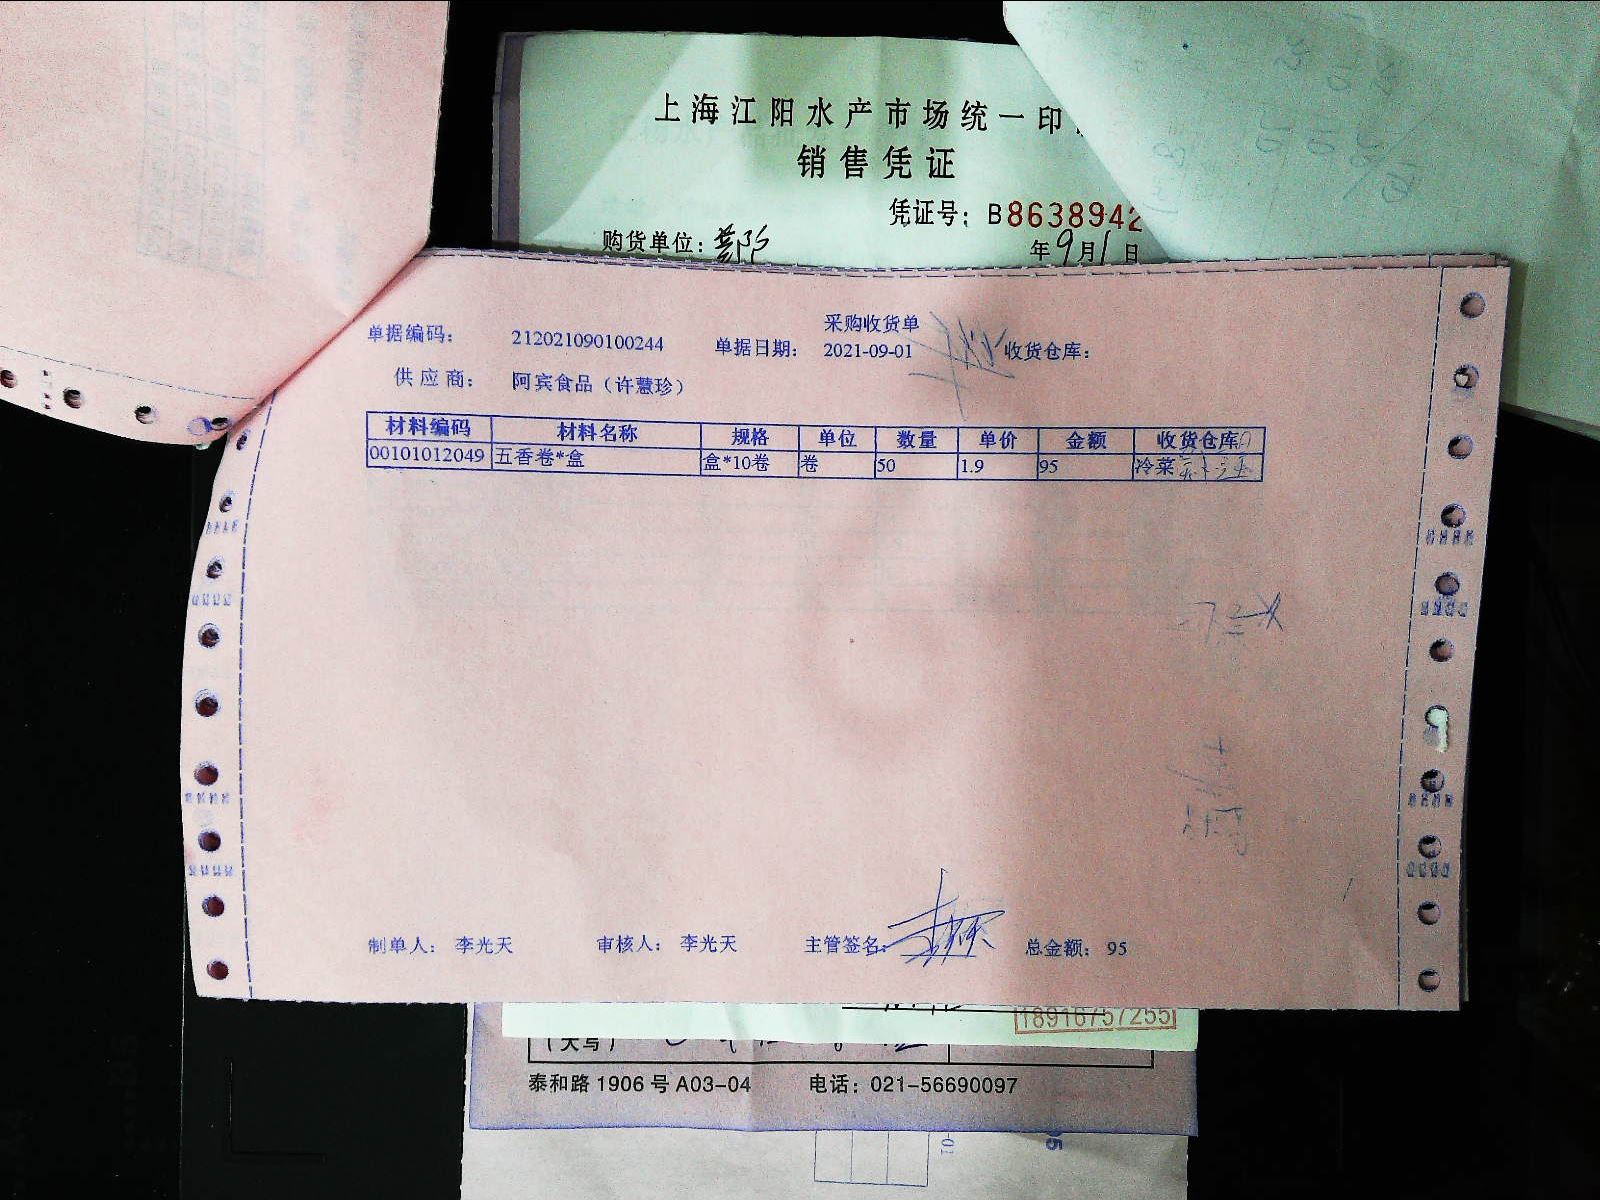 上海江阳水产市场统一印
销售凭证
凭证号：B8638942
购货单位： 年9月1日
采购收货单
单据编码： 212021090100244 单据日期： 2021-09-01 收货仓库：
供应商： 阿宾食品（许慧珍）
材料编码 材料名称 规格 单位 数量 单价 金额 收货仓库
00101012049 五香卷*盒 盒*10卷 卷 50 1.9 95 冷菜
制单人： 李光天 审核人： 李光天 主管签名： 总金额： 95
18916757255
（大写）
泰和路1906号A03-04 电话：021-56690097